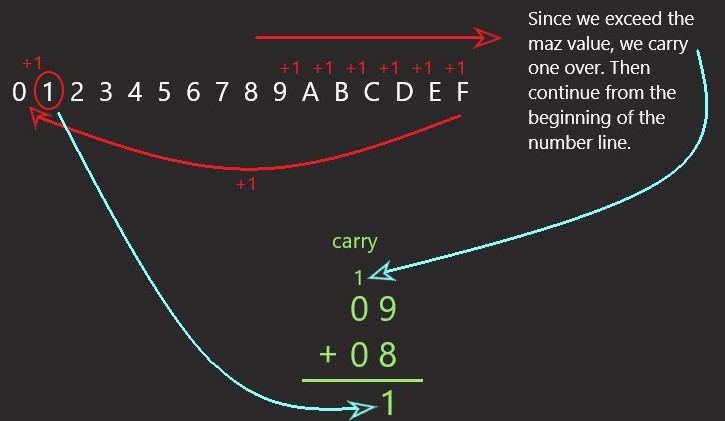 Since we exceed the
maz value, we carry
one over. Then
continue from the
beginning of the
number line.
+1
+1 +1 +1 +1 +1 +1
0 1 2 3 4 5 6 7 8 9 A B C D E F
+1
carry
1
0 9
+ 0 8
1